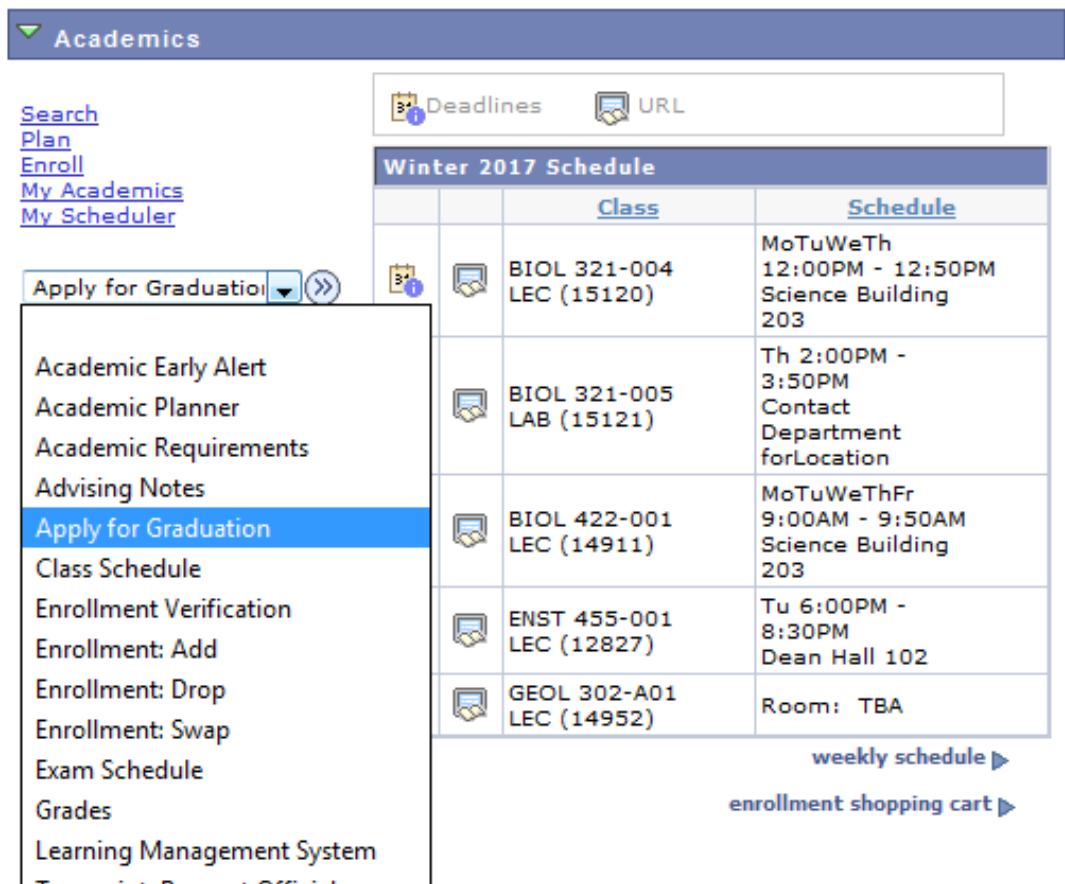 Academics
Search
Plan
Enroll
My Academics
My Scheduler
Apply for Graduation
Academic Early Alert
Academic Planner
Academic Requirements
Advising Notes
Apply for Graduation
Class Schedule
Enrollment Verification
Enrollment: Add
Enrollment: Drop
Enrollment: Swap
Exam Schedule
Grades
Learning Management System
Deadlines URL
Winter 2017 Schedule
Class Schedule
BIOL 321-004
LEC (15120)
MoTuWeTh
12:00PM - 12:50PM
Science Building
203
BIOL 321-005
LAB (15121)
Th 2:00PM -
3:50PM
Contact
Department
forLocation
BIOL 422-001
LEC (14911)
MoTuWeThFr
9:00AM - 9:50AM
Science Building
203
ENST 455-001
LEC (12827)
Tu 6:00PM -
8:30PM
Dean Hall 102
GEOL 302-A01
LEC (14952)
Room: TBA
weekly schedule
enrollment shopping cart